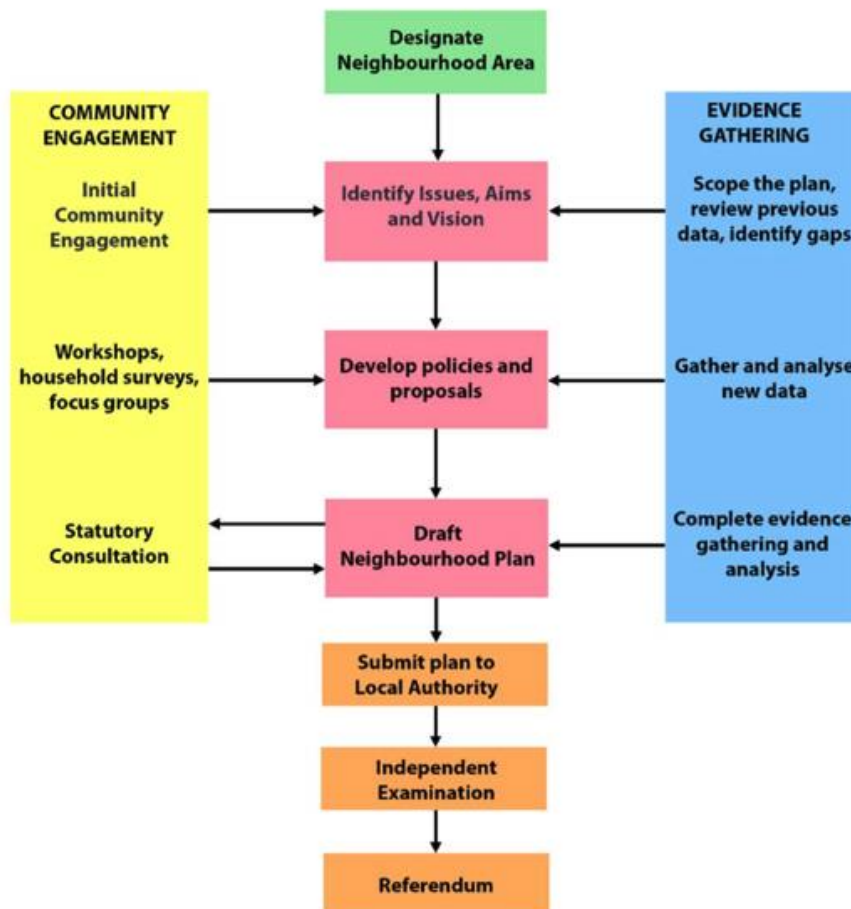 Designate
Neighbourhood Area
COMMUNITY
ENGAGEMENT
Initial
Community
Engagement
Workshops,
household surveys,
focus groups
Statutory
Consultation
Identify Issues, Aims
and Vision
Develop policies and
proposals
Draft
Neighbourhood Plan
EVIDENCE
GATHERING
Scope the plan,
review previous
data, identify gaps
Gather and analyse
new data
Complete evidence
gathering and
analysis
Submit plan to
Local Authority
Independent
Examination
Referendum